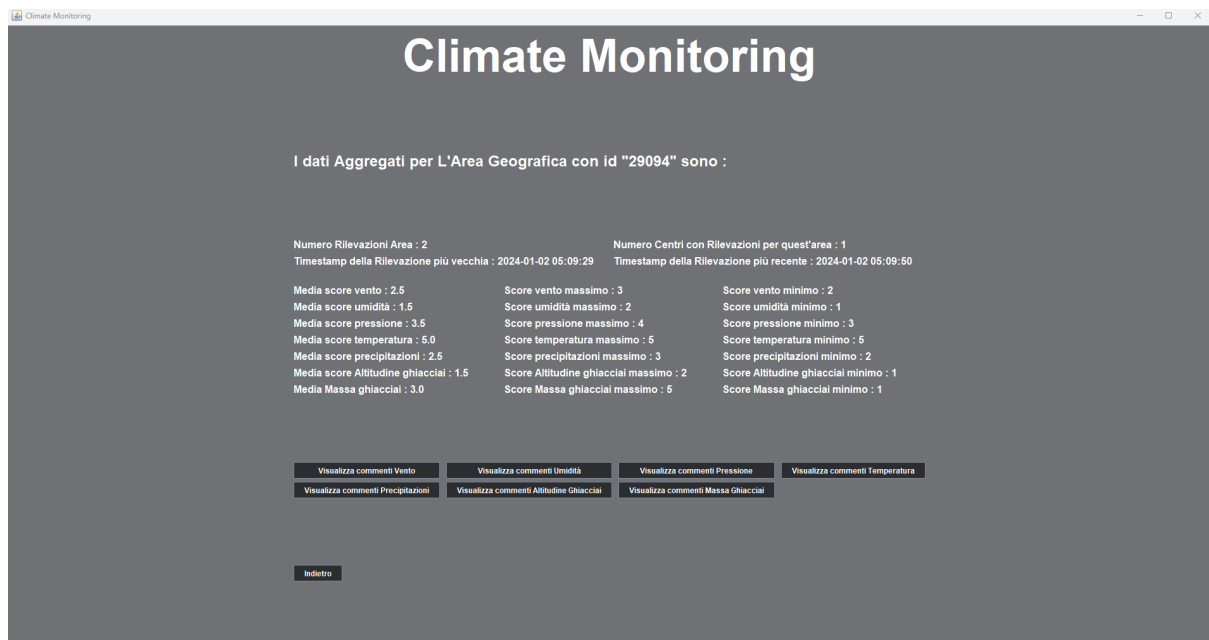 Climate Monitoring
Climate Monitoring
I dati Aggregati per L'Area Geografica con id "29094" sono :
Numero Rilevazioni Area : 2 Numero Centri con Rilevazioni per quest'area : 1
Timestamp della Rilevazione più vecchia : 2024-01-02 05:09:29 Timestamp della Rilevazione più recente : 2024-01-02 05:09:50
Media score vento : 2.5 Score vento massimo : 3 Score vento minimo : 2
Media score umidità : 1.5 Score umidità massimo : 2 Score umidità minimo : 1
Media score pressione : 3.5 Score pressione massimo : 4 Score pressione minimo : 3
Media score temperatura : 5.0 Score temperatura massimo : 5 Score temperatura minimo : 5
Media score precipitazioni : 2.5 Score precipitazioni massimo : 3 Score precipitazioni minimo : 2
Media score Altitudine ghiacciai : 1.5 Score Altitudine ghiacciai massimo : 2 Score Altitudine ghiacciai minimo : 1
Media Massa ghiacciai : 3.0 Score Massa ghiacciai massimo : 5 Score Massa ghiacciai minimo : 1
Visualizza commenti Vento Visualizza commenti Umidità Visualizza commenti Pressione Visualizza commenti Temperatura
Visualizza commenti Precipitazioni Visualizza commenti Altitudine Ghiacciai Visualizza commenti Massa Ghiacciai
Indietro